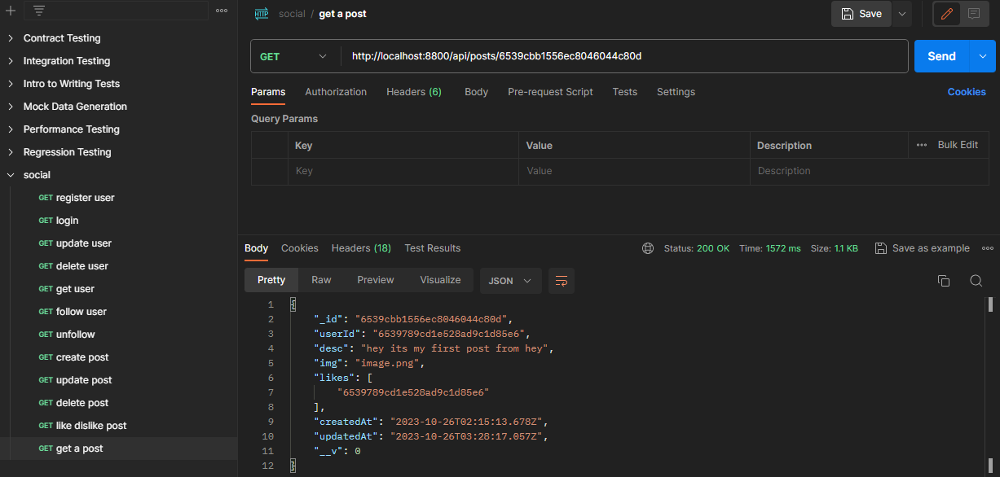 HTTP social / get a post
Save
Contract Testing
Integration Testing
Intro to Writing Tests
Mock Data Generation
Performance Testing
Regression Testing
social
GET register user
GET login
GET update user
GET delete user
GET get user
GET follow user
GET unfollow
GET create post
GET update post
GET delete post
GET like dislike post
GET get a post
GET http://localhost:8800/api/posts/6539cbb1556ec8046044c80d
Send
Params Authorization Headers (6) Body Pre-request Script Tests Settings Cookies
Query Params
Key Value Description Bulk Edit
Key Value Description
Body Cookies Headers (18) Test Results Status: 200 OK Time: 1572 ms Size: 1.1 KB Save as example
Pretty Raw Preview Visualize JSON
1 {
2 "_id": "6539cbb1556ec8046044c80d",
3 "userId": "6539789cd1e528ad9c1d85e6",
4 "desc": "hey its my first post from hey",
5 "img": "image.png",
6 "likes": [
7 "6539789cd1e528ad9c1d85e6"
8 ],
9 "createdAt": "2023-10-26T02:15:13.678Z",
10 "updatedAt": "2023-10-26T03:28:17.057Z",
11 "__v": 0
12 }